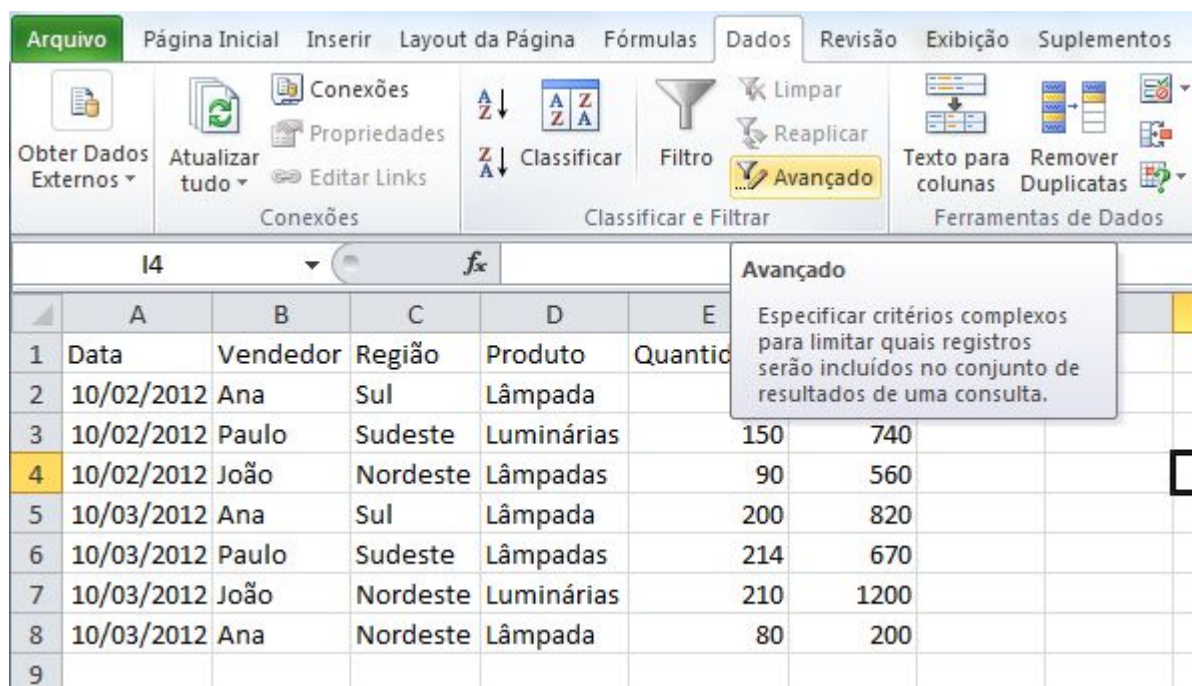 Arquivo Página Inicial Inserir Layout da Página Fórmulas Dados Revisão Exibição Suplementos
Obter Dados Externos
Atualizar tudo
Conexões
Propriedades
Editar Links
Conexões
A Z
Z A
A Z
Z A
Classificar
Filtro
Limpar
Reaplicar
Avançado
Classificar e Filtrar
Texto para colunas
Remover Duplicatas
Ferramentas de Dados
I4 fx
Avançado
Especificar critérios complexos
para limitar quais registros
serão incluídos no conjunto de
resultados de uma consulta.
A B C D E
1 Data Vendedor Região Produto Quantid
2 10/02/2012 Ana Sul Lâmpada
3 10/02/2012 Paulo Sudeste Luminárias 150 740
4 10/02/2012 João Nordeste Lâmpadas 90 560
5 10/03/2012 Ana Sul Lâmpada 200 820
6 10/03/2012 Paulo Sudeste Lâmpadas 214 670
7 10/03/2012 João Nordeste Luminárias 210 1200
8 10/03/2012 Ana Nordeste Lâmpada 80 200
9